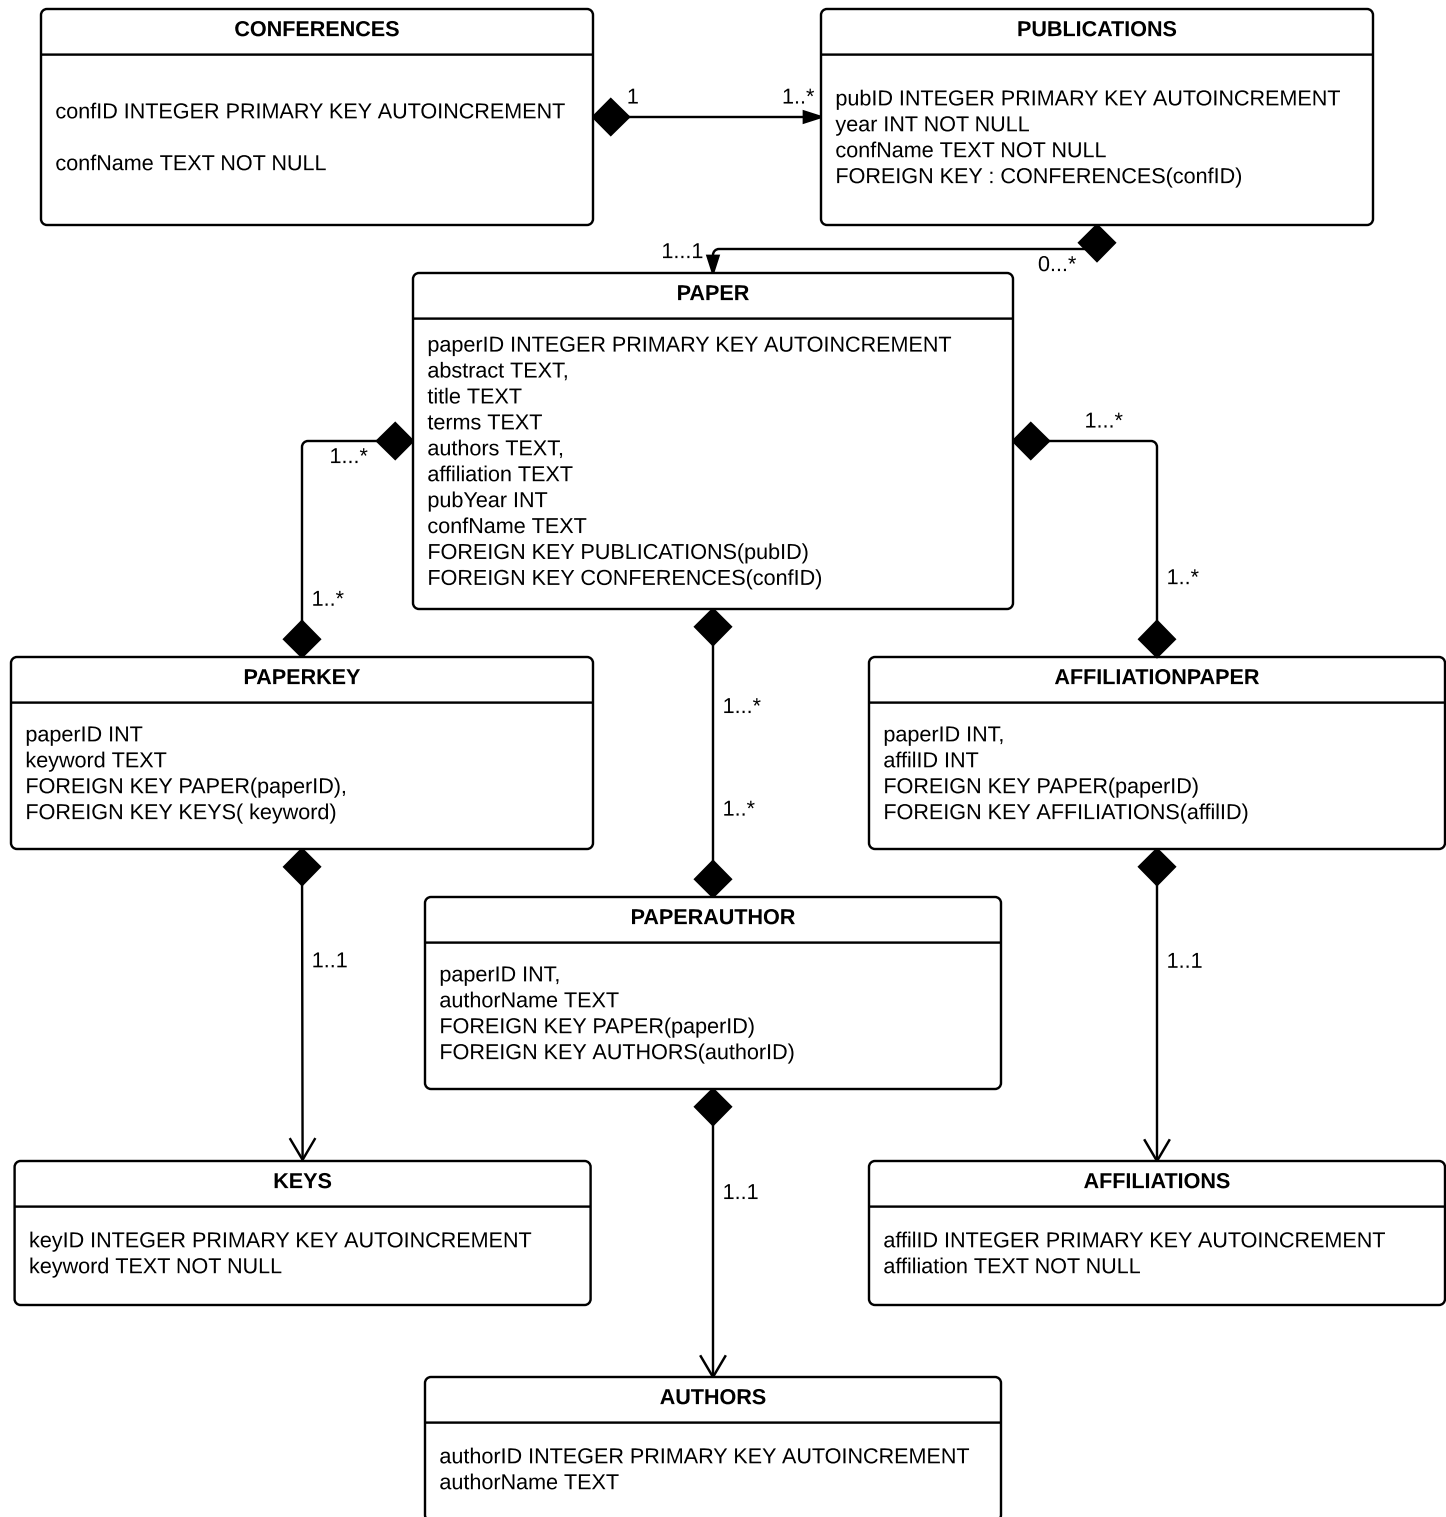 CONFERENCES
confID INTEGER PRIMARY KEY AUTOINCREMENT
confName TEXT NOT NULL
1
1..*
PUBLICATIONS
pubID INTEGER PRIMARY KEY AUTOINCREMENT
year INT NOT NULL
confName TEXT NOT NULL
FOREIGN KEY : CONFERENCES(confID)
1...1
0...*
PAPER
paperID INTEGER PRIMARY KEY AUTOINCREMENT
abstract TEXT,
title TEXT
terms TEXT
authors TEXT,
affiliation TEXT
pubYear INT
confName TEXT
FOREIGN KEY PUBLICATIONS(pubID)
FOREIGN KEY CONFERENCES(confID)
1...*
1..*
1...*
1..*
1...*
1..*
PAPERKEY
paperID INT
keyword TEXT
FOREIGN KEY PAPER(paperID),
FOREIGN KEY KEYS( keyword)
AFFILIATIONPAPER
paperID INT,
affilID INT
FOREIGN KEY PAPER(paperID)
FOREIGN KEY AFFILIATIONS(affilID)
PAPERAUTHOR
paperID INT,
authorName TEXT
FOREIGN KEY PAPER(paperID)
FOREIGN KEY AUTHORS(authorID)
1..1
1..1
1..1
KEYS
keyID INTEGER PRIMARY KEY AUTOINCREMENT
keyword TEXT NOT NULL
AFFILIATIONS
affilID INTEGER PRIMARY KEY AUTOINCREMENT
affiliation TEXT NOT NULL
AUTHORS
authorID INTEGER PRIMARY KEY AUTOINCREMENT
authorName TEXT